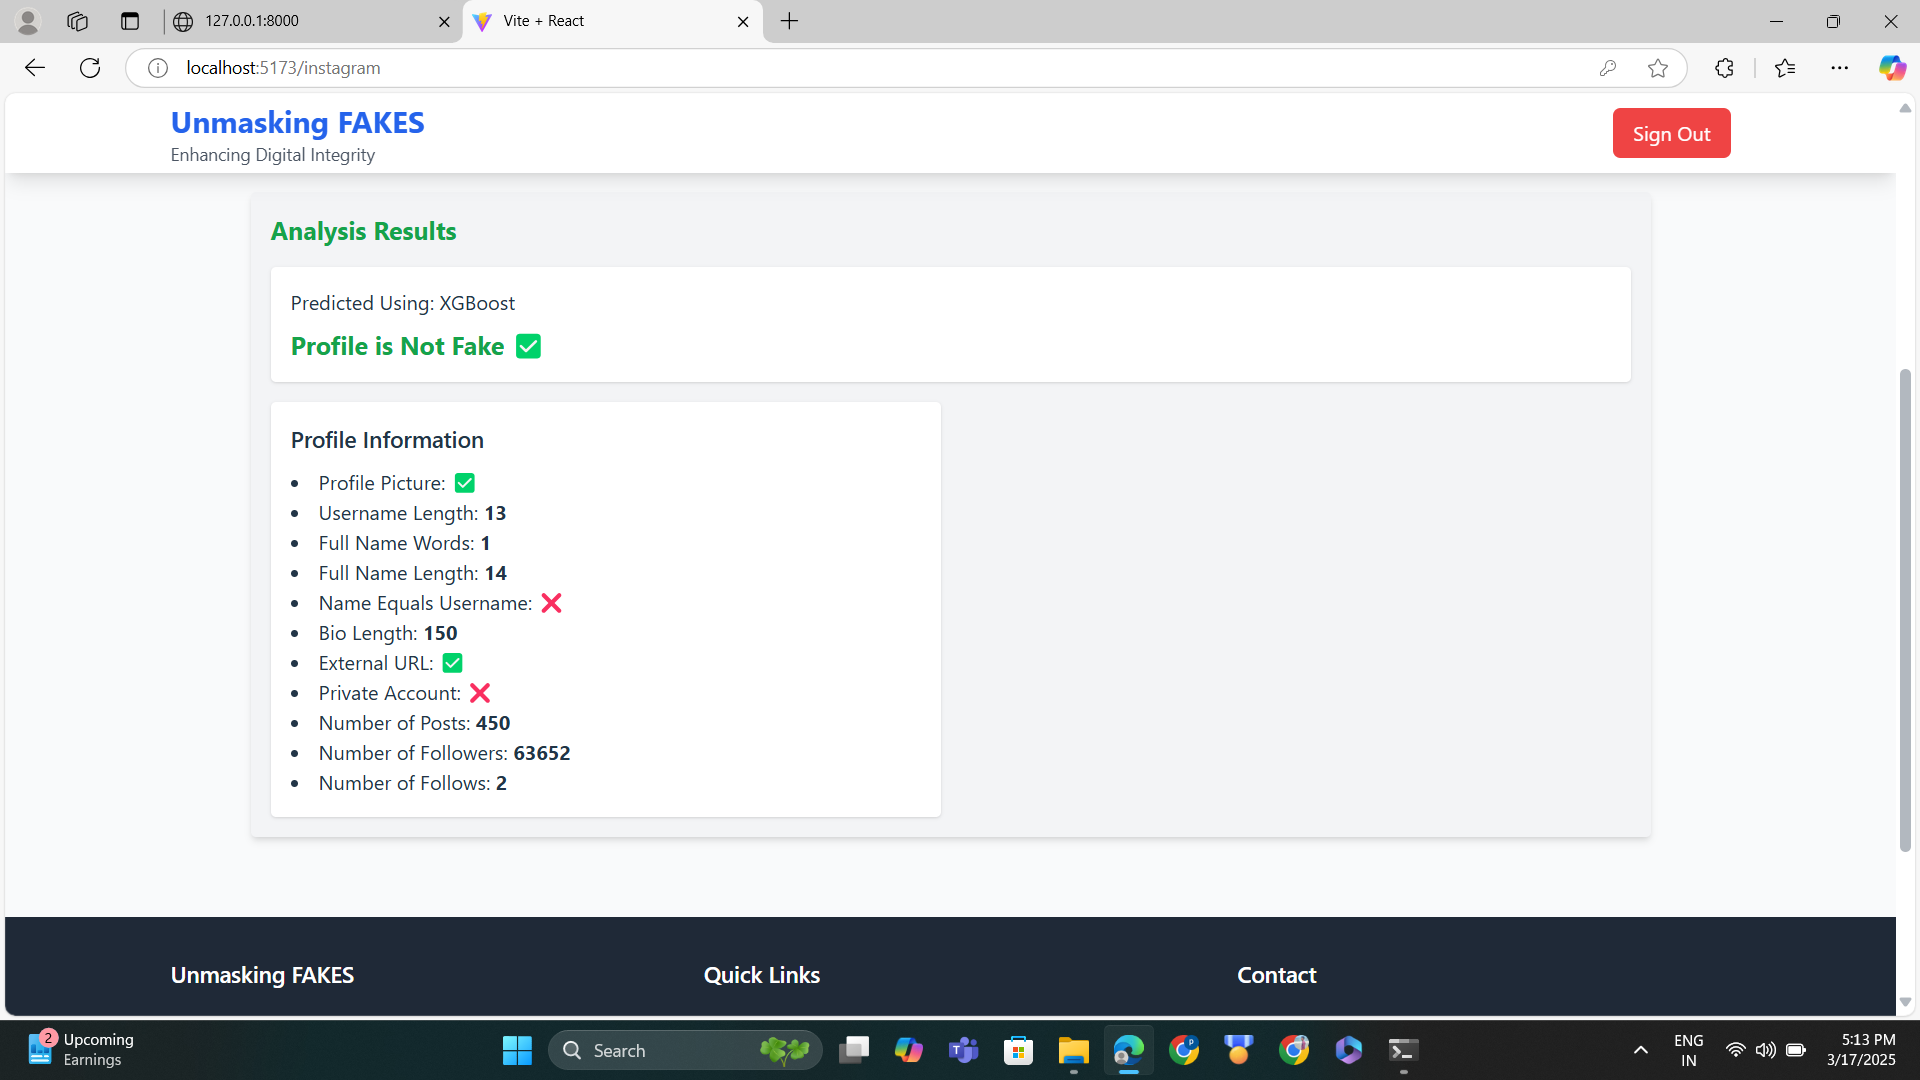 127.0.0.1:8000
Vite + React
localhost:5173/instagram
Unmasking FAKES
Enhancing Digital Integrity
Sign Out
Analysis Results
Predicted Using: XGBoost
Profile is Not Fake ✅
Profile Information
• Profile Picture: ✅
• Username Length: 13
• Full Name Words: 1
• Full Name Length: 14
• Name Equals Username: ❌
• Bio Length: 150
• External URL: ✅
• Private Account: ❌
• Number of Posts: 450
• Number of Followers: 63652
• Number of Follows: 2
Unmasking FAKES
Quick Links
Contact
2
Upcoming
Earnings
Search
ENG
IN
5:13 PM
3/17/2025